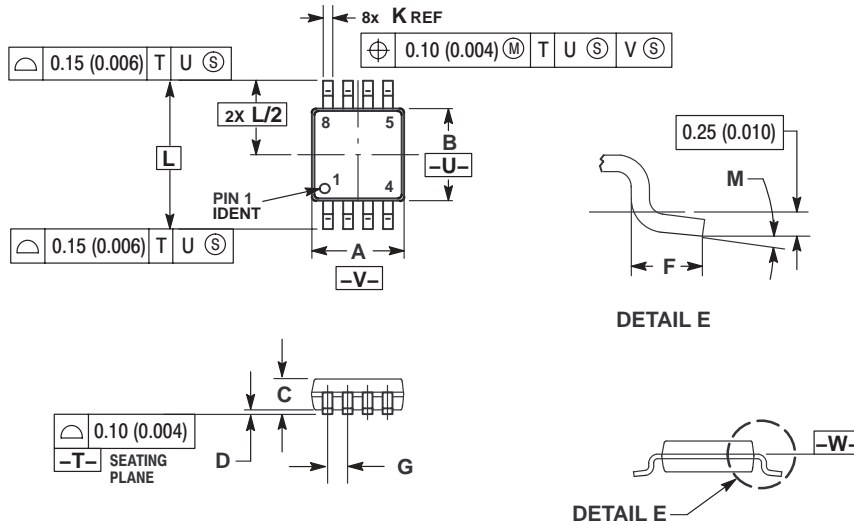 8x K REF
⌖ 0.10 (0.004) Ⓜ T U Ⓢ V Ⓢ
⌓ 0.15 (0.006) T U Ⓢ
2X L/2
8 5
B
–U–
L
0.25 (0.010)
M
PIN 1
IDENT
1 4
⌓ 0.15 (0.006) T U Ⓢ
A
–V–
F
DETAIL E
C
⌓ 0.10 (0.004)
–T– SEATING
PLANE
D
G
–W–
DETAIL E